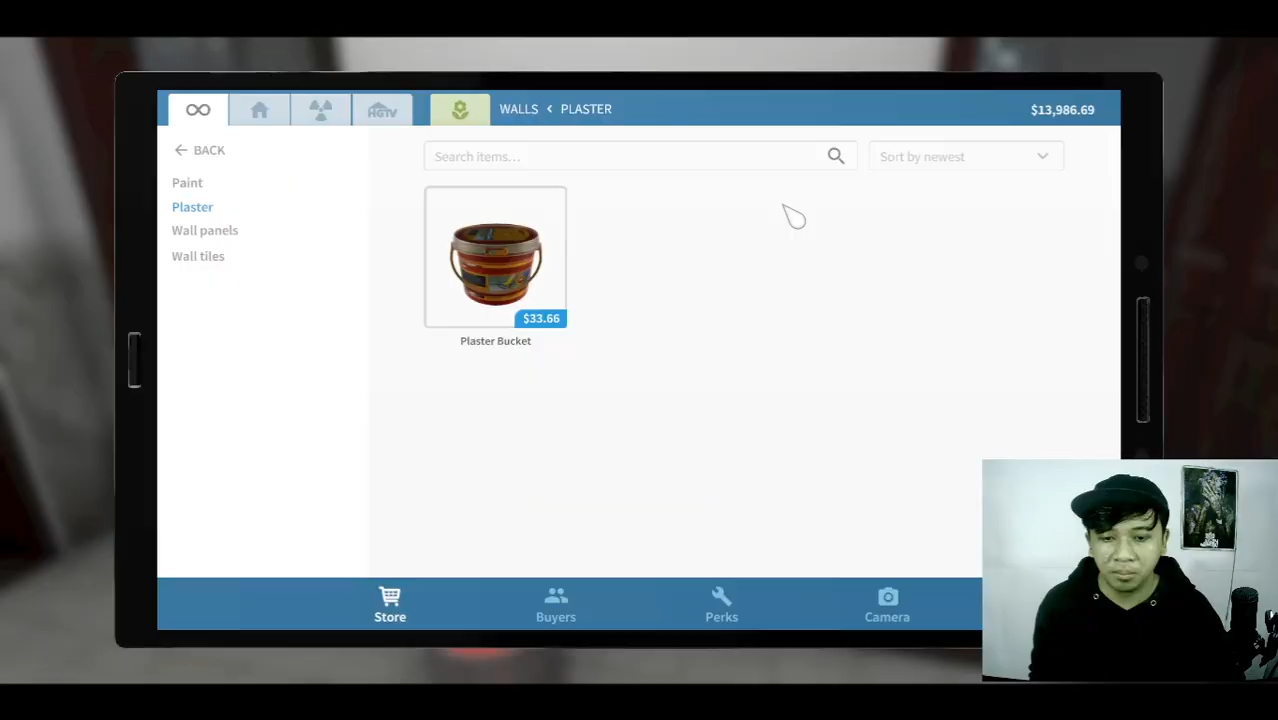 HGTV
WALLS < PLASTER
$13,986.69
BACK
Search items...
Sort by newest
Paint
Plaster
Wall panels
Wall tiles
$33.66
Plaster Bucket
Store
Buyers
Perks
Camera